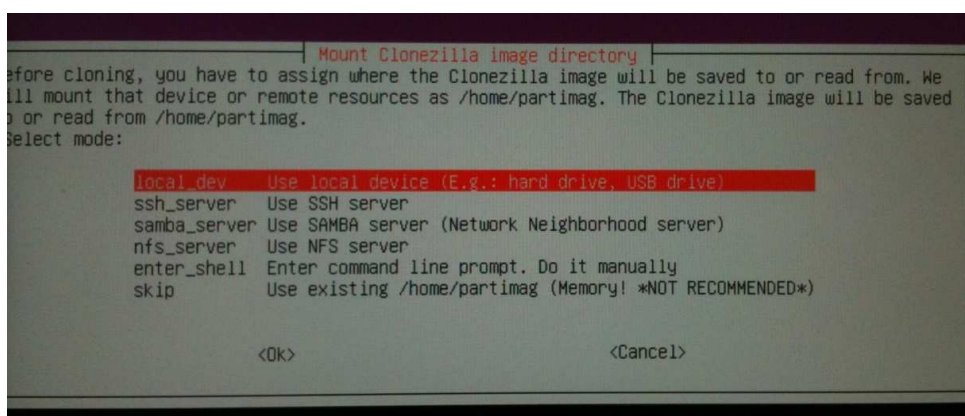 Mount Clonezilla image directory
efore cloning, you have to assign where the Clonezilla image will be saved to or read from. We
ill mount that device or remote resources as /home/partimag. The Clonezilla image will be saved
o or read from /home/partimag.
Select mode:
local_dev Use local device (E.g.: hard drive, USB drive)
ssh_server Use SSH server
samba_server Use SAMBA server (Network Neighborhood server)
nfs_server Use NFS server
enter_shell Enter command line prompt. Do it manually
skip Use existing /home/partimag (Memory! *NOT RECOMMENDED*)
<Ok> <Cancel>